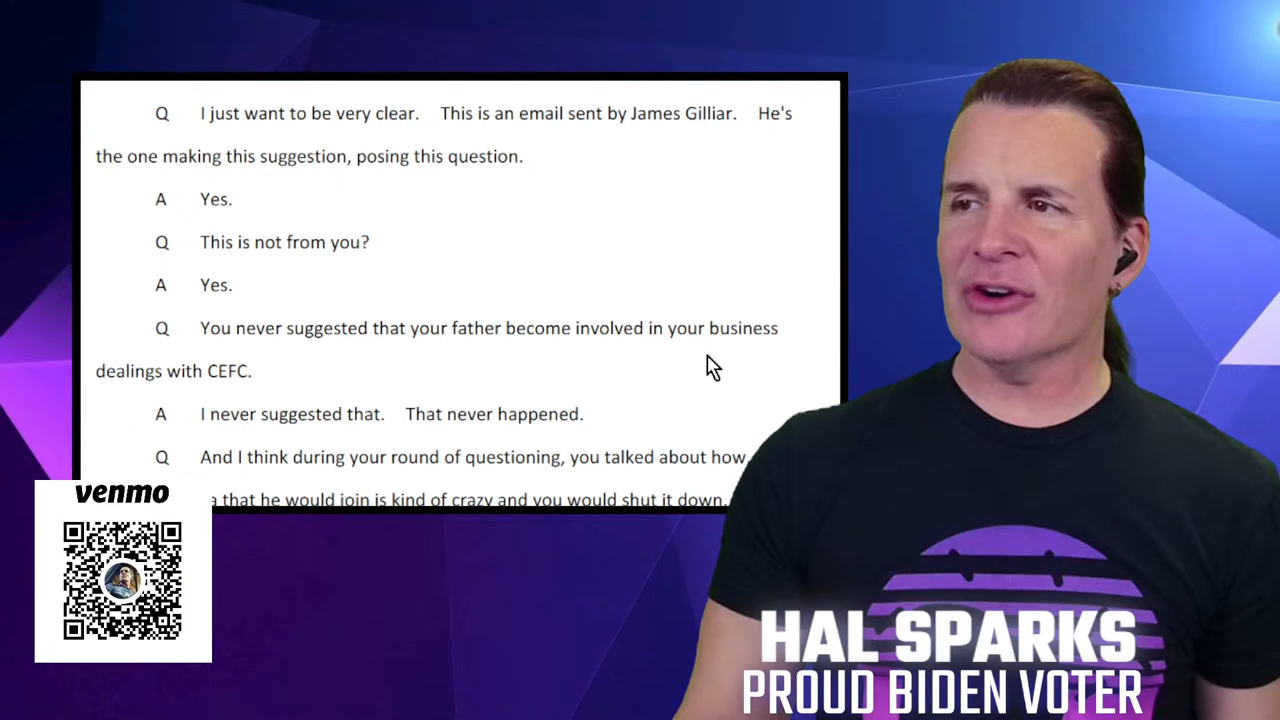 Q I just want to be very clear. This is an email sent by James Gilliar. He's
the one making this suggestion, posing this question.
A Yes.
Q This is not from you?
A Yes.
Q You never suggested that your father become involved in your business
dealings with CEFC.
A I never suggested that. That never happened.
Q And I think during your round of questioning, you talked about how
a that he would join is kind of crazy and you would shut it down.
venmo
HAL SPARKS
PROUD BIDEN VOTER